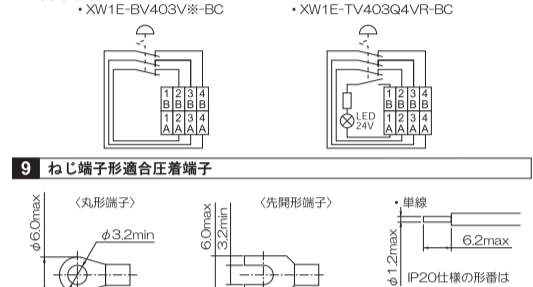 ・XW1E-BV403V※-BC
・XW1E-TV403Q4VR-BC
1 2 3 4
B B B B
1 2 3 4
A A A A
LED
24V
1 2 3 4
B B B B
1 2 3 4
A A A A
9 ねじ端子形適合圧着端子
〈丸形端子〉
φ6.0max
φ3.2min
〈先開形端子〉
6.0max
3.2min
・単線
φ1.2max
6.2max
IP20仕様の形番は